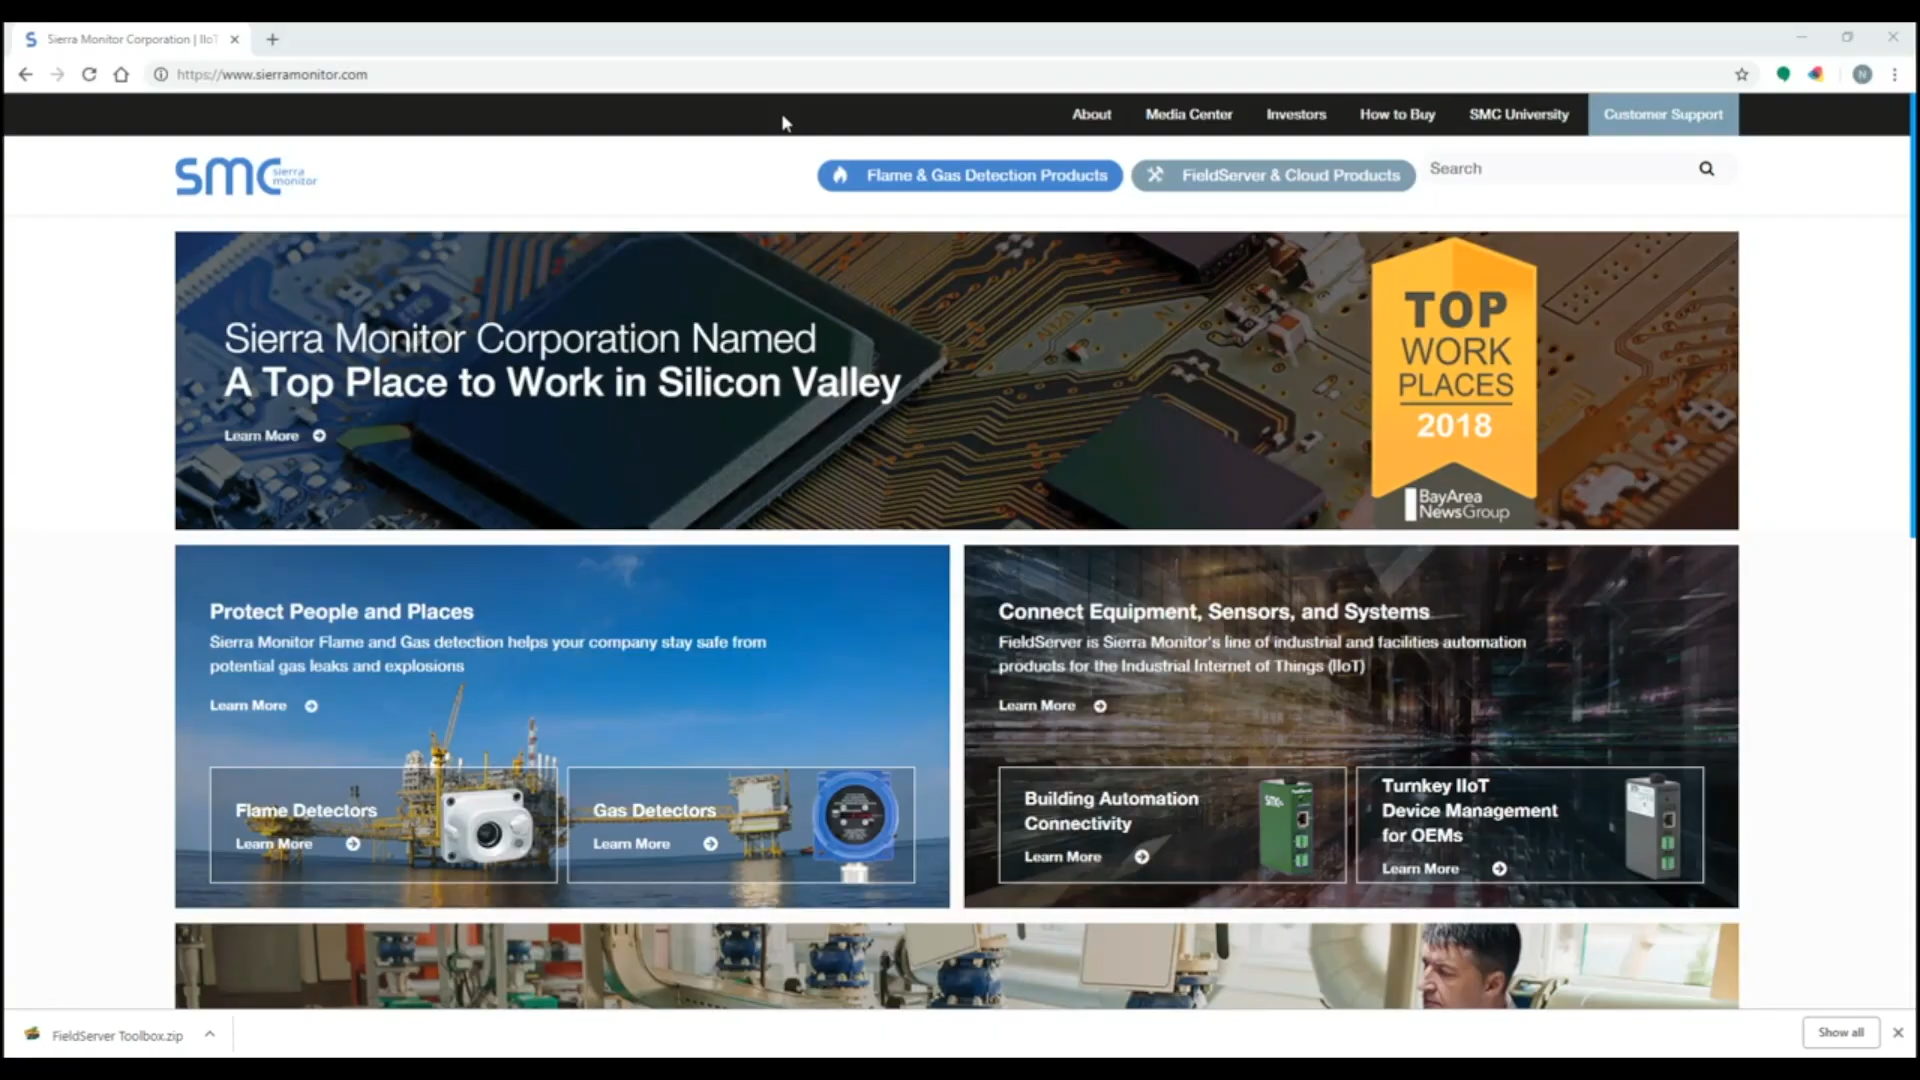 Sierra Monitor Corporation | IIoT
https://www.sierramonitor.com
N
About
Media Center
Investors
How to Buy
SMC University
Customer Support
SMC sierra monitor
Flame & Gas Detection Products
FieldServer & Cloud Products
Search
Sierra Monitor Corporation Named
A Top Place to Work in Silicon Valley
Learn More
TOP
WORK
PLACES
2018
BayArea
NewsGroup
Protect People and Places
Sierra Monitor Flame and Gas detection helps your company stay safe from
potential gas leaks and explosions
Learn More
Flame Detectors
Learn More
Gas Detectors
Learn More
Connect Equipment, Sensors, and Systems
FieldServer is Sierra Monitor's line of industrial and facilities automation
products for the Industrial Internet of Things (IIoT)
Learn More
Building Automation
Connectivity
Learn More
Turnkey IIoT
Device Management
for OEMs
Learn More
FieldServer Toolbox.zip
Show all